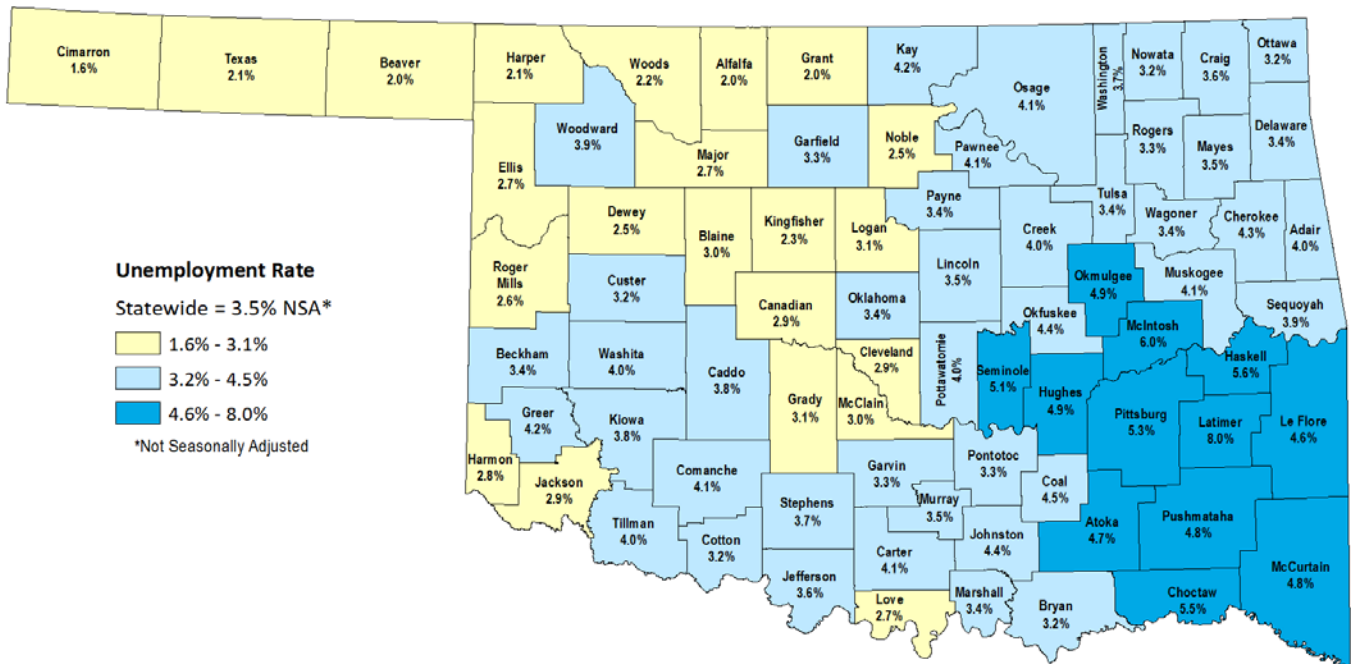 Cimarron
1.6%
Texas
2.1%
Beaver
2.0%
Harper
2.1%
Woods
2.2%
Alfalfa
2.0%
Grant
2.0%
Kay
4.2%
Osage
4.1%
Washington
3.7%
Nowata
3.2%
Craig
3.6%
Ottawa
3.2%
Woodward
3.9%
Ellis
2.7%
Major
2.7%
Garfield
3.3%
Noble
2.5%
Pawnee
4.1%
Rogers
3.3%
Mayes
3.5%
Delaware
3.4%
Dewey
2.5%
Blaine
3.0%
Kingfisher
2.3%
Logan
3.1%
Payne
3.4%
Creek
4.0%
Tulsa
3.4%
Wagoner
3.4%
Cherokee
4.3%
Adair
4.0%
Unemployment Rate
Statewide = 3.5% NSA*
1.6% - 3.1%
3.2% - 4.5%
4.6% - 8.0%
*Not Seasonally Adjusted
Roger
Mills
2.6%
Custer
3.2%
Canadian
2.9%
Oklahoma
3.4%
Lincoln
3.5%
Okmulgee
4.9%
Muskogee
4.1%
Sequoyah
3.9%
Okfuskee
4.4%
McIntosh
6.0%
Beckham
3.4%
Washita
4.0%
Caddo
3.8%
Grady
3.1%
Cleveland
2.9%
McClain
3.0%
Pottawatomie
4.0%
Seminole
5.1%
Hughes
4.9%
Pittsburg
5.3%
Haskell
5.6%
Latimer
8.0%
Le Flore
4.6%
Greer
4.2%
Kiowa
3.8%
Harmon
2.8%
Jackson
2.9%
Comanche
4.1%
Garvin
3.3%
Pontotoc
3.3%
Coal
4.5%
Tillman
4.0%
Cotton
3.2%
Stephens
3.7%
Murray
3.5%
Johnston
4.4%
Atoka
4.7%
Pushmataha
4.8%
McCurtain
4.8%
Jefferson
3.6%
Carter
4.1%
Love
2.7%
Marshall
3.4%
Bryan
3.2%
Choctaw
5.5%